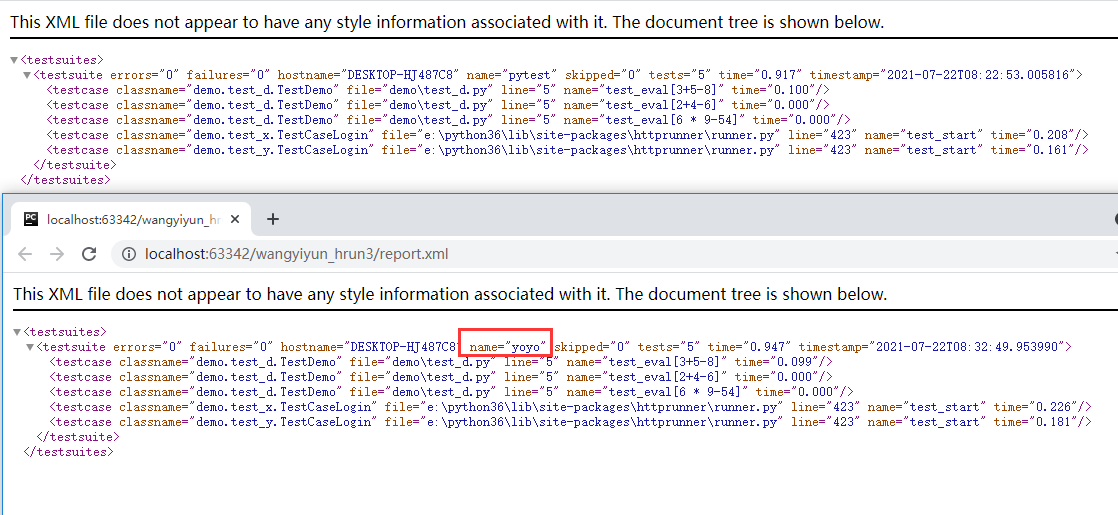 This XML file does not appear to have any style information associated with it. The document tree is shown below.
▼<testsuites>
▼<testsuite errors="0" failures="0" hostname="DESKTOP-HJ487C8" name="pytest" skipped="0" tests="5" time="0.917" timestamp="2021-07-22T08:22:53.005816">
<testcase classname="demo.test_d.TestDemo" file="demo\test_d.py" line="5" name="test_eval[3+5-8]" time="0.100"/>
<testcase classname="demo.test_d.TestDemo" file="demo\test_d.py" line="5" name="test_eval[2+4-6]" time="0.000"/>
<testcase classname="demo.test_d.TestDemo" file="demo\test_d.py" line="5" name="test_eval[6 * 9-54]" time="0.000"/>
<testcase classname="demo.test_x.TestCaseLogin" file="e:\python36\lib\site-packages\httprunner\runner.py" line="423" name="test_start" time="0.208"/>
<testcase classname="demo.test_y.TestCaseLogin" file="e:\python36\lib\site-packages\httprunner\runner.py" line="423" name="test_start" time="0.161"/>
</testsuite>
</testsuites>
PC localhost:63342/wangyiyun_h
localhost:63342/wangyiyun_hrun3/report.xml
This XML file does not appear to have any style information associated with it. The document tree is shown below.
▼<testsuites>
▼<testsuite errors="0" failures="0" hostname="DESKTOP-HJ487C8" name="yoyo" skipped="0" tests="5" time="0.947" timestamp="2021-07-22T08:32:49.953990">
<testcase classname="demo.test_d.TestDemo" file="demo\test_d.py" line="5" name="test_eval[3+5-8]" time="0.099"/>
<testcase classname="demo.test_d.TestDemo" file="demo\test_d.py" line="5" name="test_eval[2+4-6]" time="0.000"/>
<testcase classname="demo.test_d.TestDemo" file="demo\test_d.py" line="5" name="test_eval[6 * 9-54]" time="0.000"/>
<testcase classname="demo.test_x.TestCaseLogin" file="e:\python36\lib\site-packages\httprunner\runner.py" line="423" name="test_start" time="0.226"/>
<testcase classname="demo.test_y.TestCaseLogin" file="e:\python36\lib\site-packages\httprunner\runner.py" line="423" name="test_start" time="0.181"/>
</testsuite>
</testsuites>